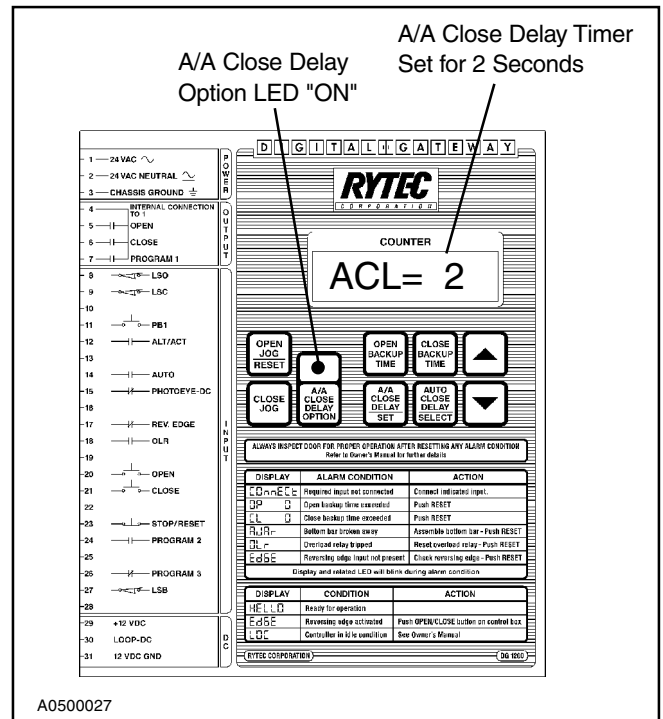 A/A Close Delay Timer
Set for 2 Seconds
A/A Close Delay
Option LED "ON"
DIGITAL GATEWAY
RYTEC
CORPORATION
COUNTER
ACL= 2
1 24 VAC
2 24 VAC NEUTRAL
3 CHASSIS GROUND
POWER
4 INTERNAL CONNECTION
TO 1
5 OPEN
6 CLOSE
7 PROGRAM 1
OUTPUT
8 LSO
9 LSC
10
11 PB1
12 ALT/ACT
13
14 AUTO
15 PHOTOEYE-DC
16
17 REV. EDGE
18 OLR
19
20 OPEN
21 CLOSE
22
23 STOP/RESET
24 PROGRAM 2
25
26 PROGRAM 3
27 LSB
28
INPUT
29 +12 VDC
30 LOOP-DC
31 12 VDC GND
DC
OPEN
JOG
RESET
OPEN
BACKUP
TIME
CLOSE
BACKUP
TIME
CLOSE
JOG
A/A
CLOSE
DELAY
OPTION
A/A
CLOSE
DELAY
SET
AUTO
CLOSE
DELAY
SELECT
ALWAYS INSPECT DOOR FOR PROPER OPERATION AFTER RESETTING ANY ALARM CONDITION
Refer to Owner's Manual for further details
DISPLAY ALARM CONDITION ACTION
COnnECt Required input not connected Connect indicated input.
OP 0 Open backup time exceeded Push RESET
CL 0 Close backup time exceeded Push RESET
AJAr Bottom bar broken away Assemble bottom bar - Push RESET
OLr Overload relay tripped Reset overload relay - Push RESET
EdGE Reversing edge input not present Check reversing edge - Push RESET
Display and related LED will blink during alarm condition
DISPLAY CONDITION ACTION
HELLO Ready for operation
EdGE Reversing edge activated Push OPEN/CLOSE button on control box
LOC Controller in idle condition See Owner's Manual
RYTEC CORPORATION DG 1200
A0500027